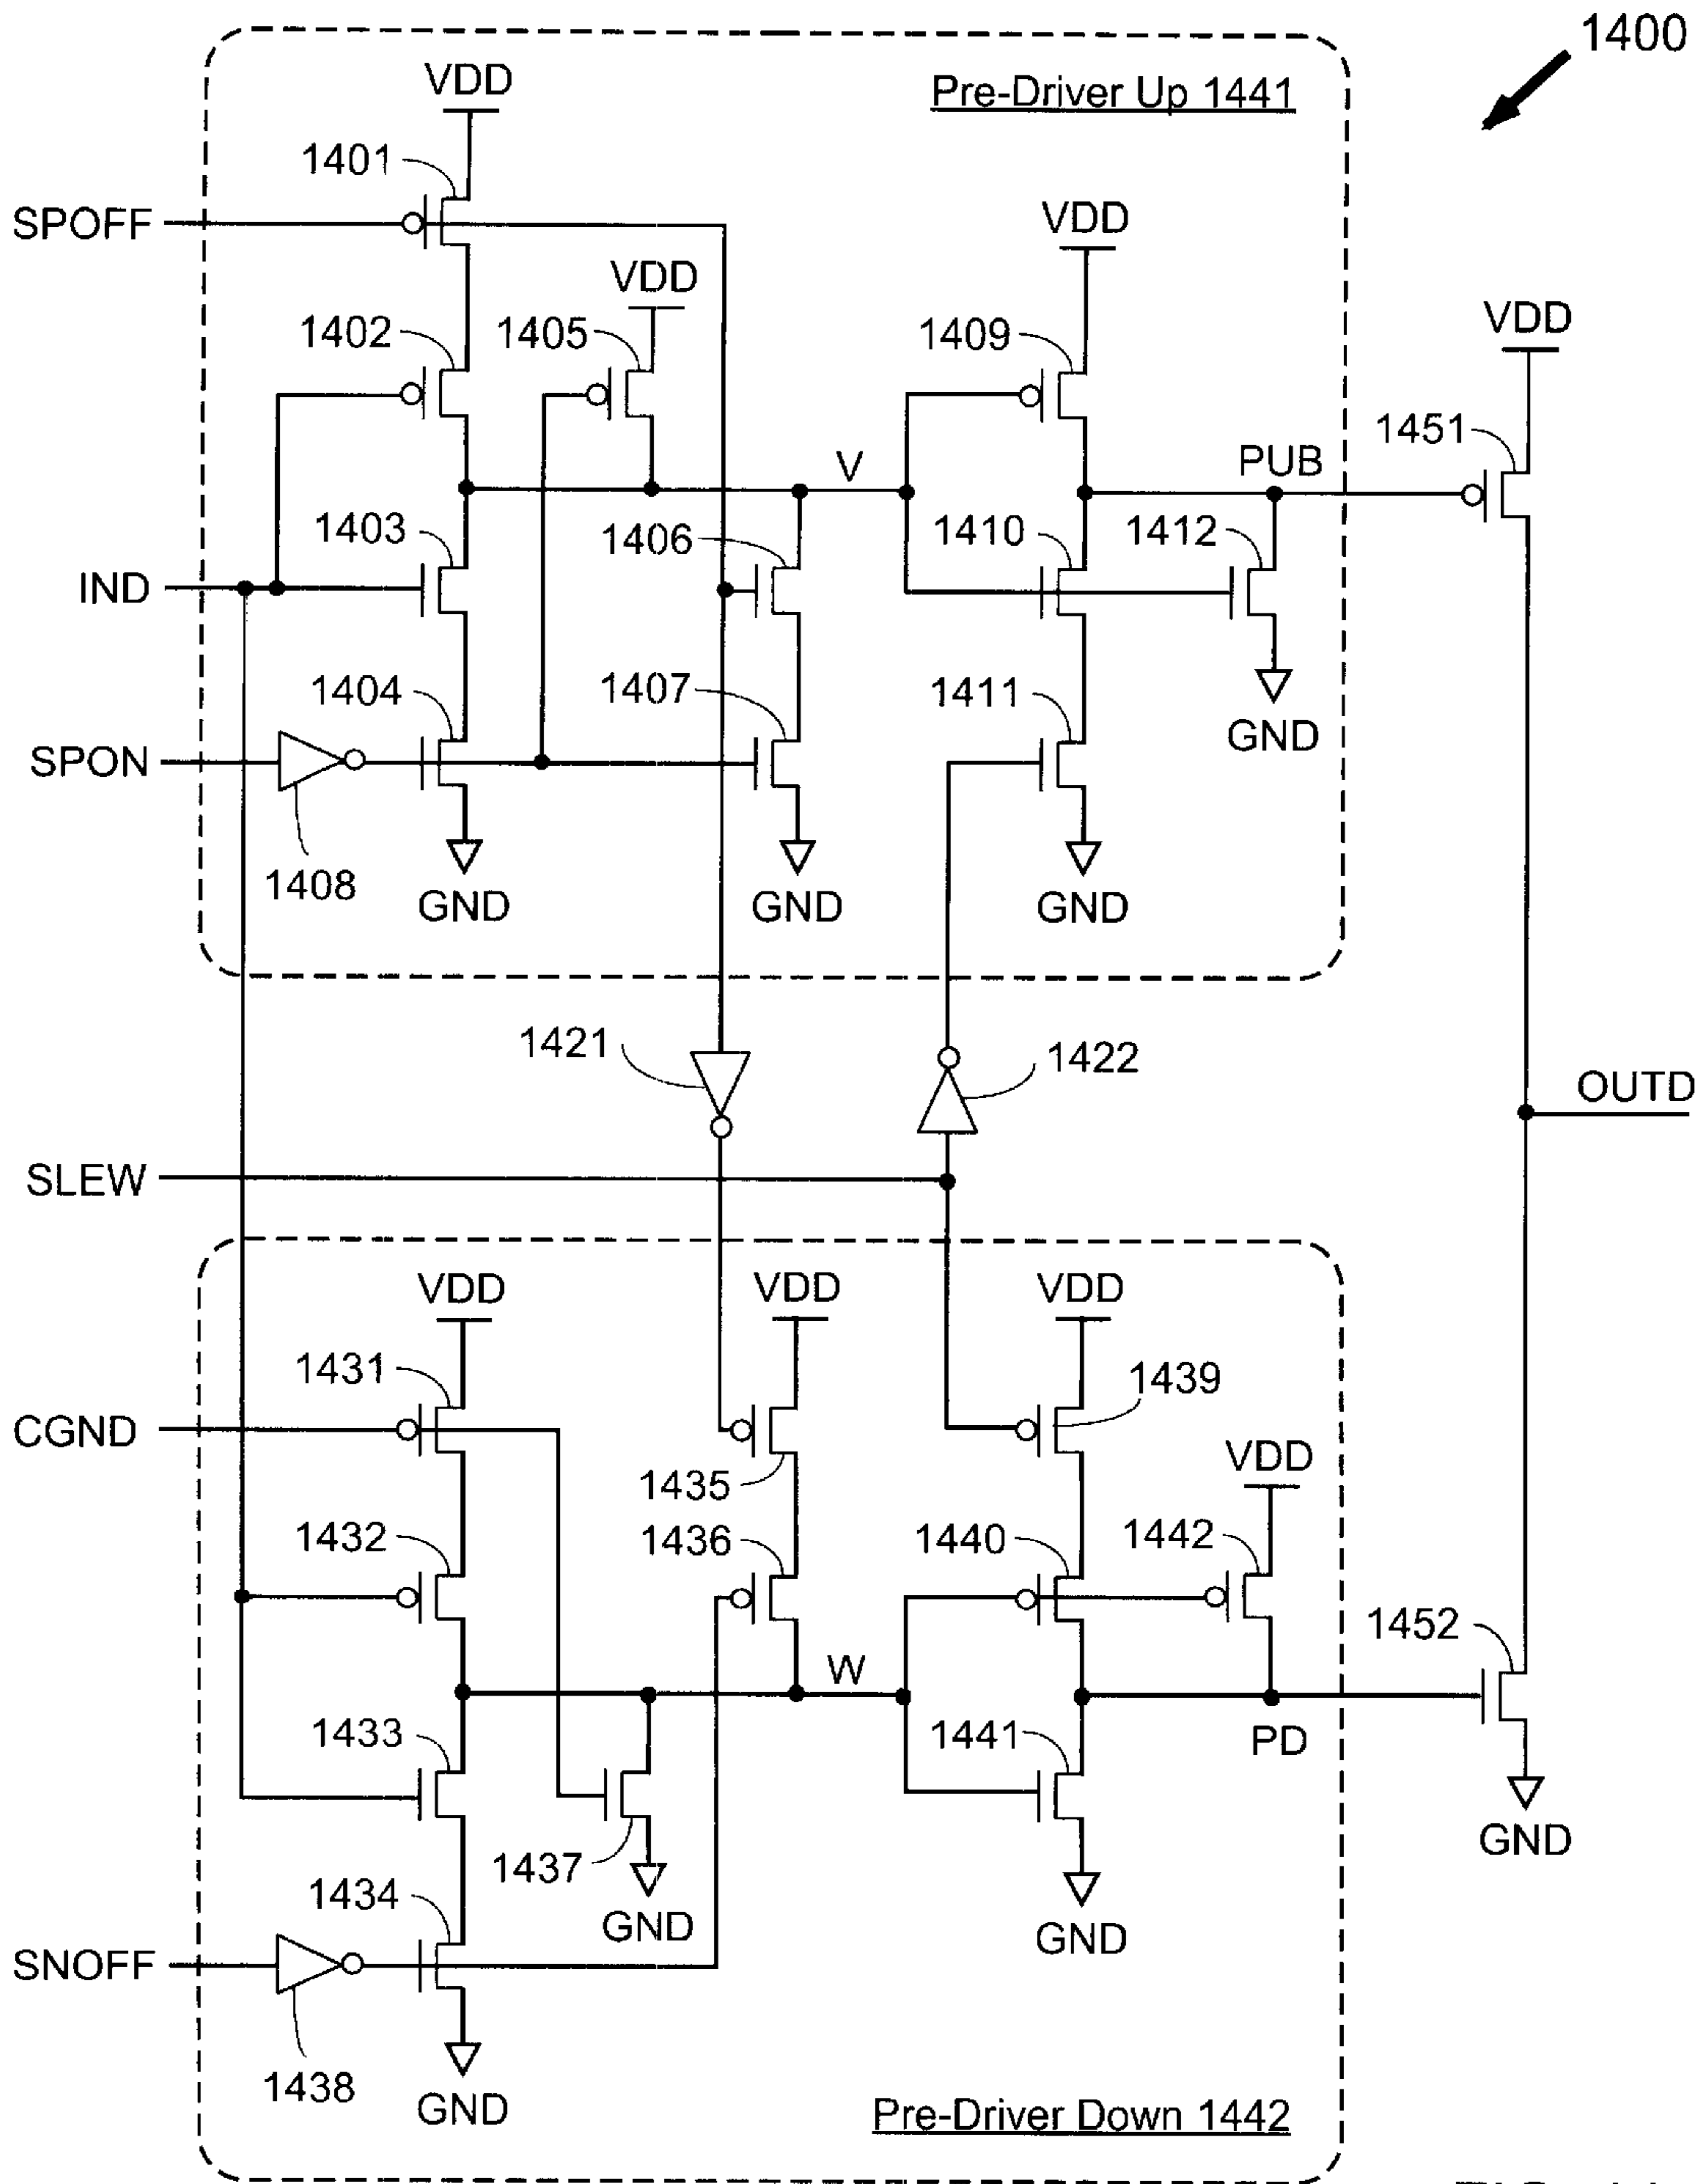 1400
VDD
Pre-Driver Up 1441
1401
SPOFF
VDD
VDD
1402
1405
1409
VDD
1451
V
PUB
1403
1406
1410
1412
IND
1404
1407
1411
GND
SPON
1408
GND
GND
GND
1421
1422
OUTD
SLEW
VDD
VDD
VDD
1431
1439
CGND
VDD
1435
1432
1436
1440
1442
1452
W
1433
1441
PD
1437
GND
1434
GND
GND
SNOFF
1438
GND
Pre-Driver Down 1442